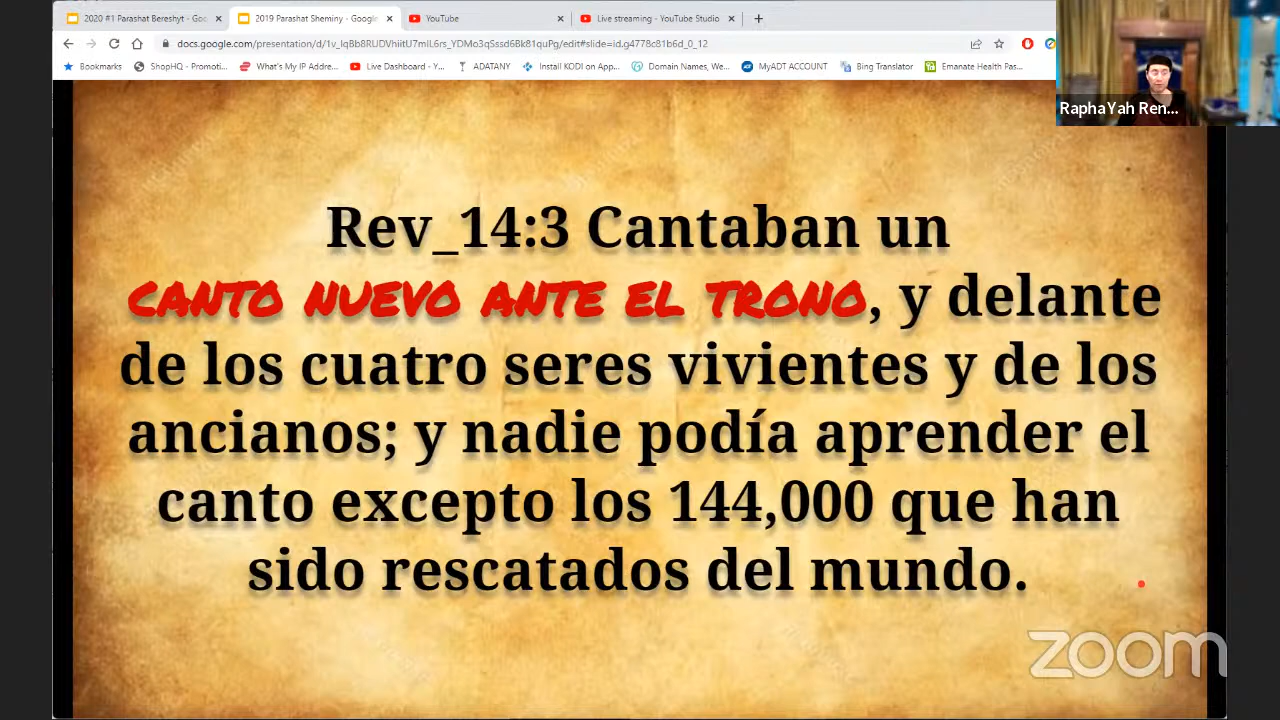 2020 #1 Parashat Bereshyt - Goo
2019 Parashat Sheminy - Google
YouTube
Live streaming - YouTube Studio
Bookmarks
ShopHQ - Promoti...
What's My IP Addre...
Live Dashboard - Y...
ADATANY
Install KODI on App...
Domain Names, We...
MyADT ACCOUNT
Bing Translator
Emanate Health Pas...
RaphaYah Ren...
Rev_14:3 Cantaban un
CANTO NUEVO ANTE EL TRONO, y delante
de los cuatro seres vivientes y de los
ancianos; y nadie podía aprender el
canto excepto los 144,000 que han
sido rescatados del mundo.
zoom